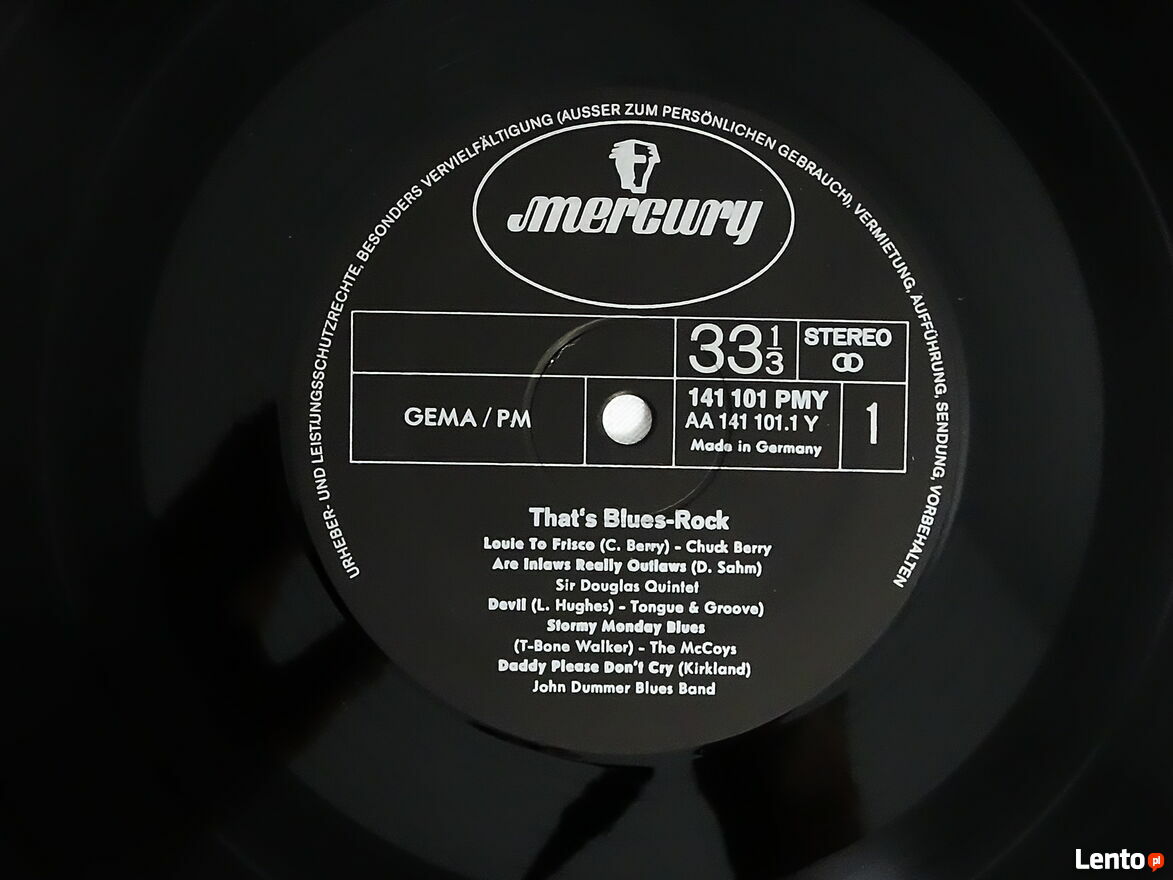 URHEBER- UND LEISTUNGSSCHUTZRECHTE, BESONDERS VERVIELFÄLTIGUNG (AUSSER ZUM PERSÖNLICHEN GEBRAUCH), VERMIETUNG, AUFFÜHRUNG, SENDUNG, VORBEHALTEN
mercury
33 1/3
STEREO
GEMA / PM
141 101 PMY
AA 141 101.1 Y
Made in Germany
1
That's Blues-Rock
Louie To Frisco (C. Berry) - Chuck Berry
Are Inlaws Really Outlaws (D. Sahm)
Sir Douglas Quintet
Devil (L. Hughes) - Tongue & Groove)
Stormy Monday Blues
(T-Bone Walker) - The McCoys
Daddy Please Don't Cry (Kirkland)
John Dummer Blues Band
Lento pl